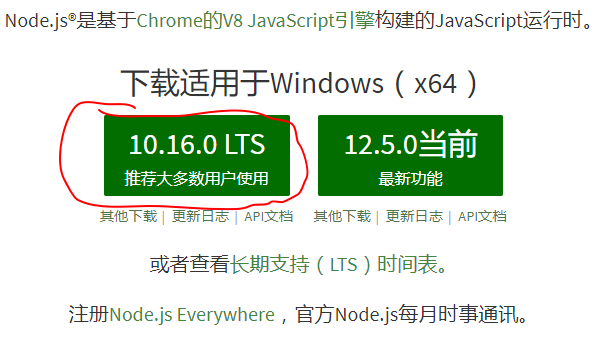 Node.js®是基于Chrome的V8 JavaScript引擎构建的JavaScript运行时。
下载适用于Windows（x64）
10.16.0 LTS 12.5.0当前
推荐大多数用户使用 最新功能
其他下载 | 更新日志 | API文档 其他下载 | 更新日志 | API文档
或者查看长期支持（LTS）时间表。
注册Node.js Everywhere，官方Node.js每月时事通讯。